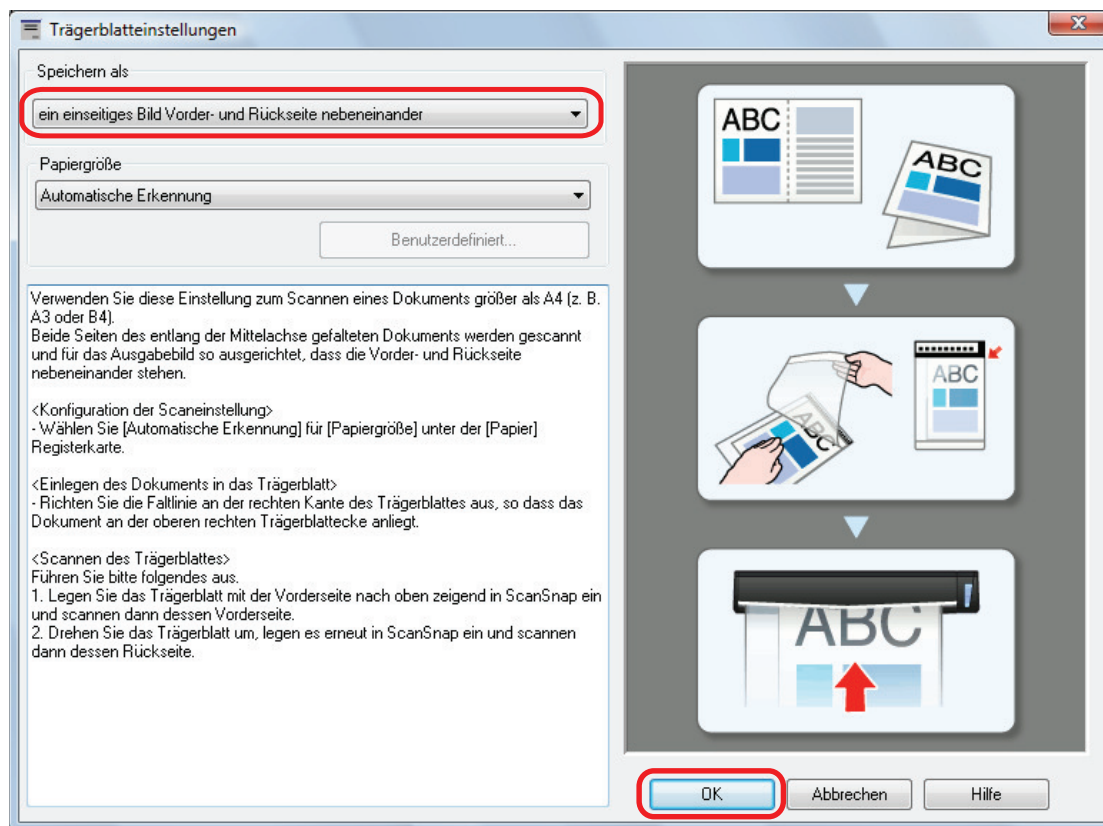 Trägerblatteinstellungen
Speichern als
ein einseitiges Bild Vorder- und Rückseite nebeneinander
Papiergröße
Automatische Erkennung
Benutzerdefiniert...
Verwenden Sie diese Einstellung zum Scannen eines Dokuments größer als A4 (z. B.
A3 oder B4).
Beide Seiten des entlang der Mittelachse gefalteten Dokuments werden gescannt
und für das Ausgabebild so ausgerichtet, dass die Vorder- und Rückseite
nebeneinander stehen.
<Konfiguration der Scaneinstellung>
- Wählen Sie [Automatische Erkennung] für [Papiergröße] unter der [Papier]
Registerkarte.
<Einlegen des Dokuments in das Trägerblatt>
- Richten Sie die Faltlinie an der rechten Kante des Trägerblattes aus, so dass das
Dokument an der oberen rechten Trägerblattecke anliegt.
<Scannen des Trägerblattes>
Führen Sie bitte folgendes aus.
1. Legen Sie das Trägerblatt mit der Vorderseite nach oben zeigend in ScanSnap ein
und scannen dann dessen Vorderseite.
2. Drehen Sie das Trägerblatt um, legen es erneut in ScanSnap ein und scannen
dann dessen Rückseite.
ABC
ABC
ABC
ABC
ABC
OK
Abbrechen
Hilfe